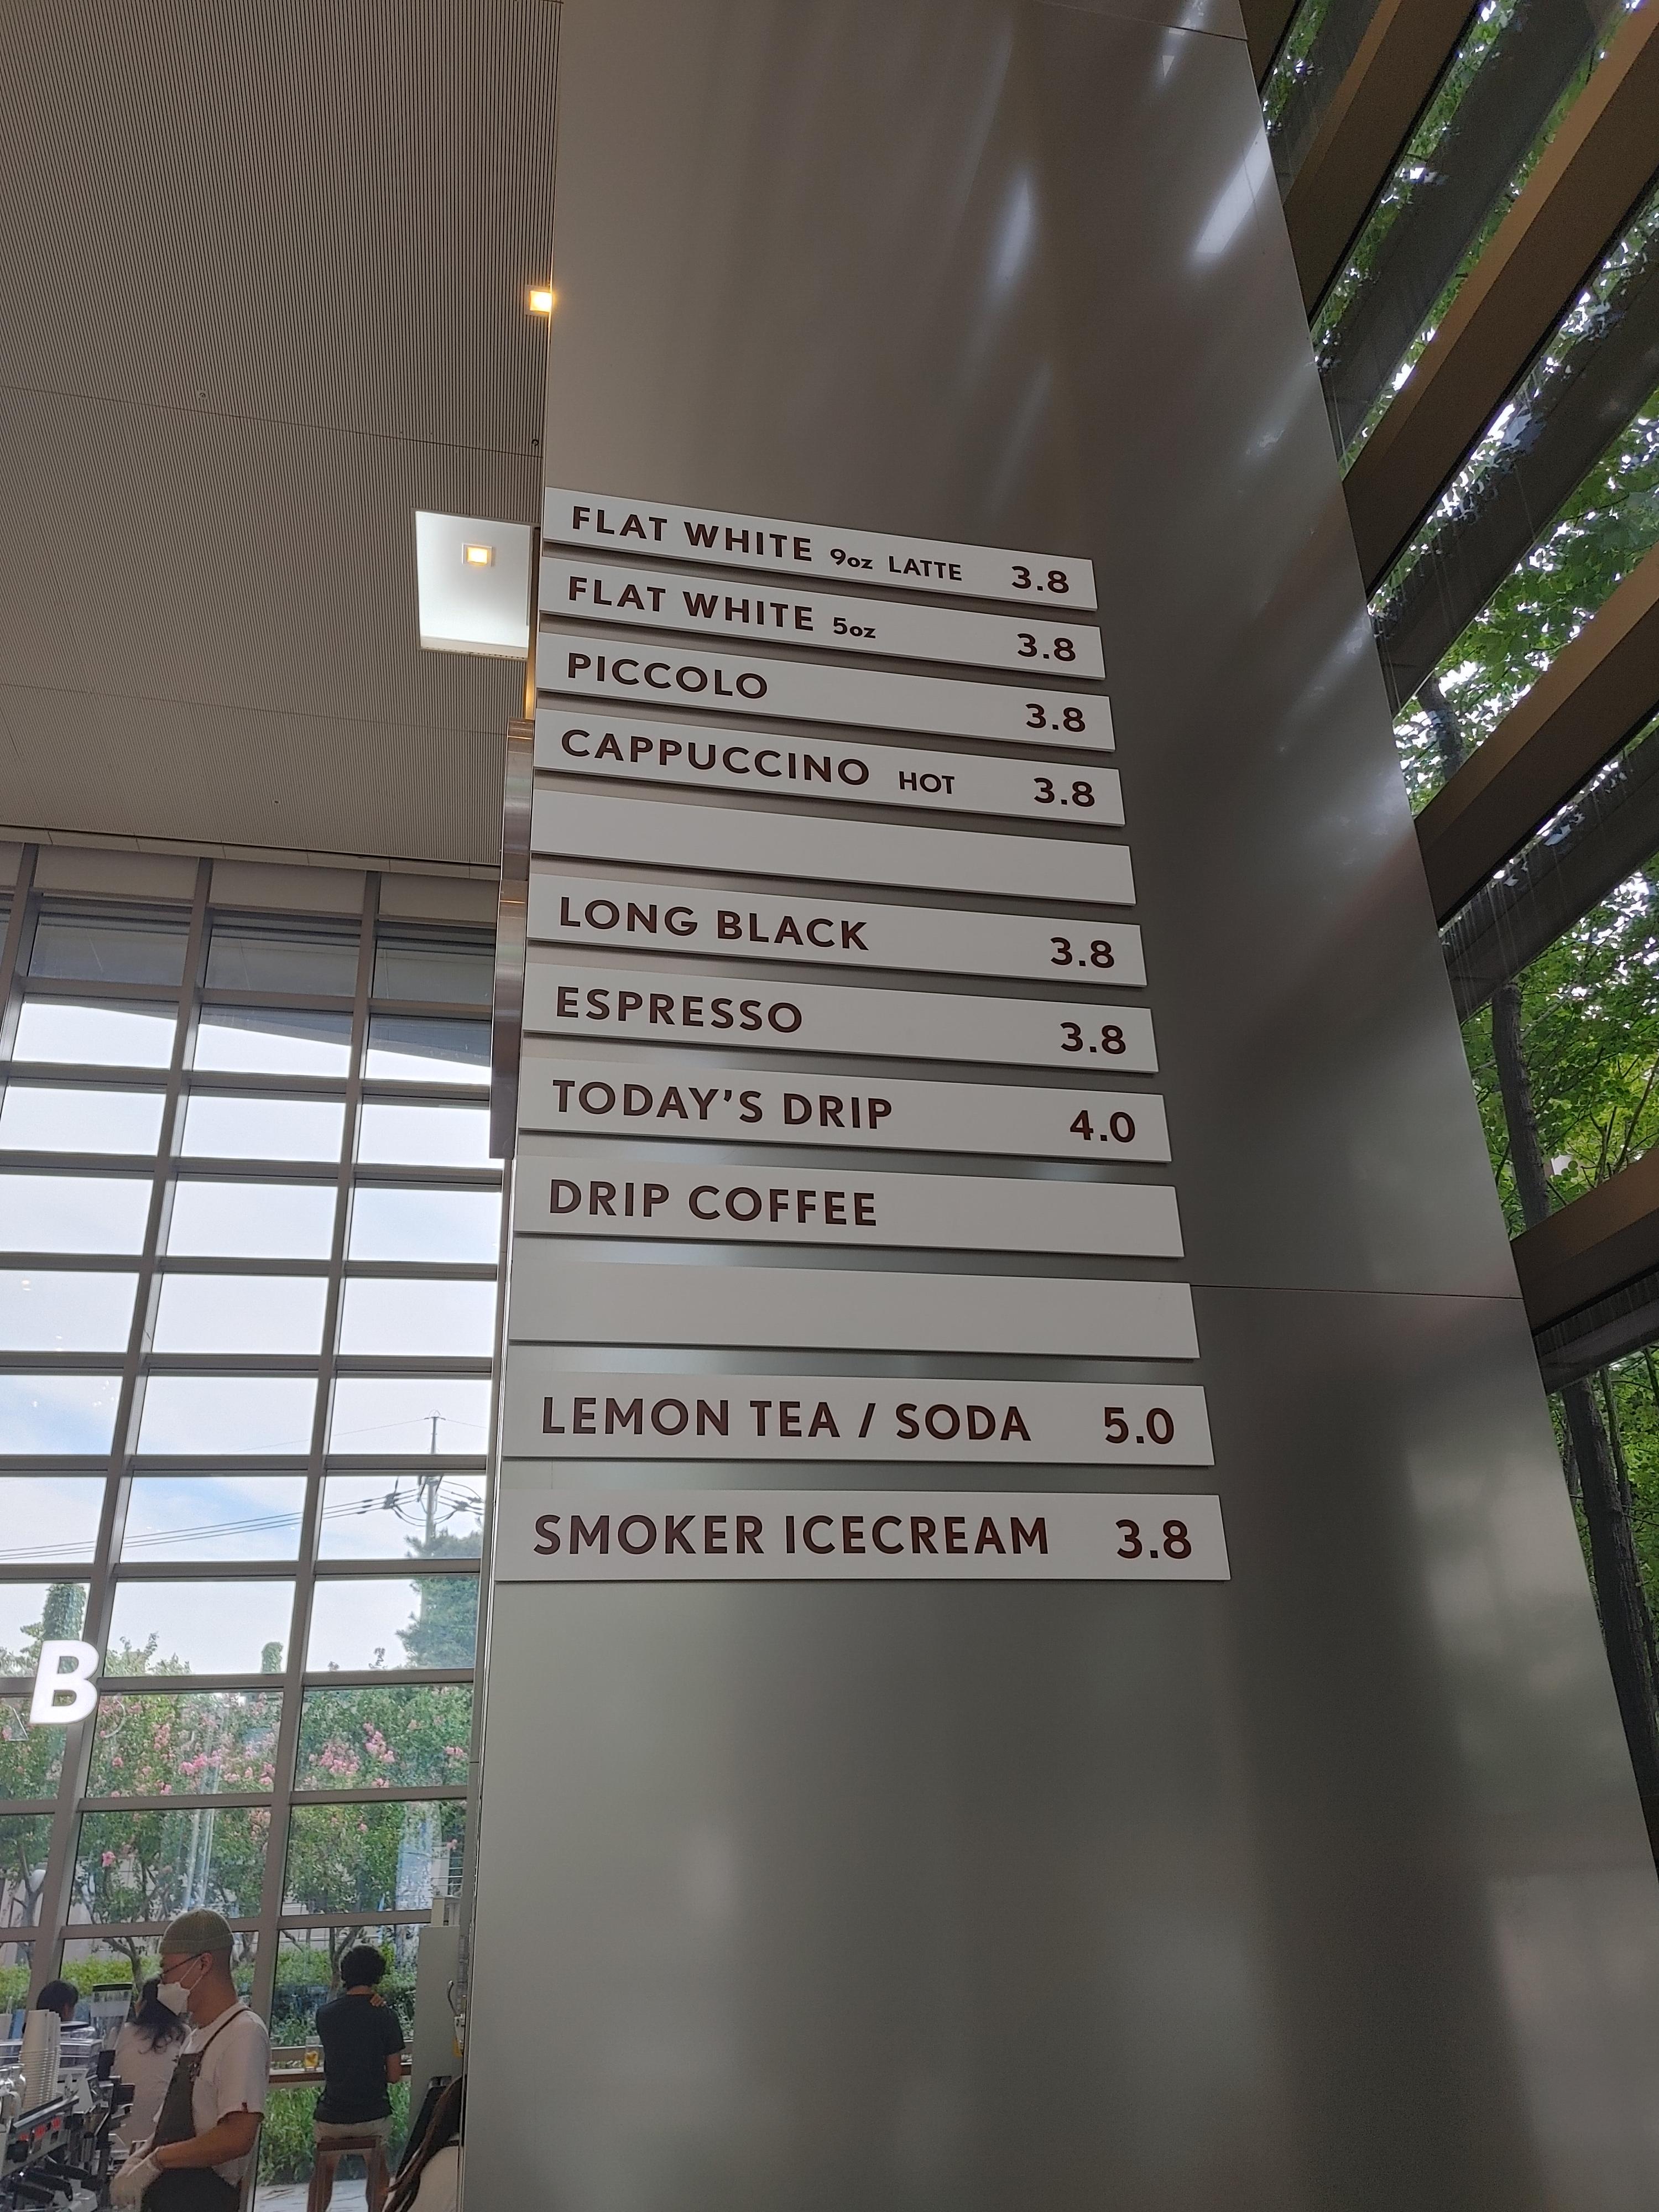 FLAT WHITE 9oz LATTE 3.8
FLAT WHITE 5oz 3.8
PICCOLO 3.8
CAPPUCCINO HOT 3.8
LONG BLACK 3.8
ESPRESSO 3.8
TODAY'S DRIP 4.0
DRIP COFFEE
LEMON TEA / SODA 5.0
SMOKER ICECREAM 3.8
B